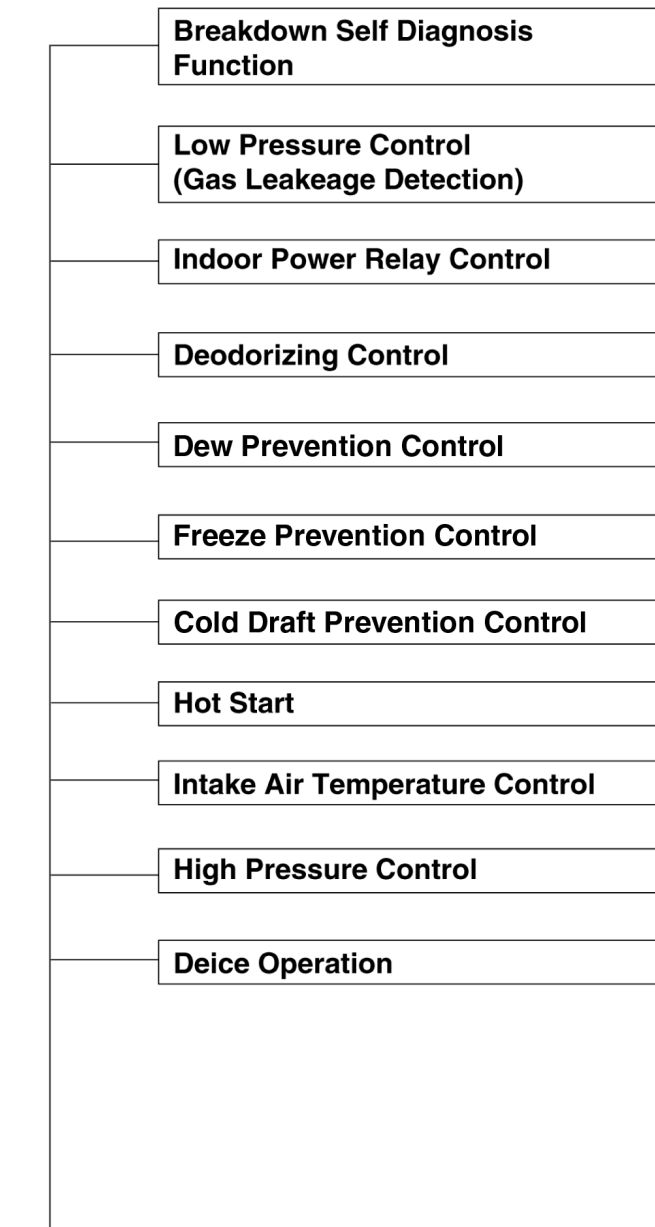 Breakdown Self Diagnosis
Function
Low Pressure Control
(Gas Leakeage Detection)
Indoor Power Relay Control
Deodorizing Control
Dew Prevention Control
Freeze Prevention Control
Cold Draft Prevention Control
Hot Start
Intake Air Temperature Control
High Pressure Control
Deice Operation